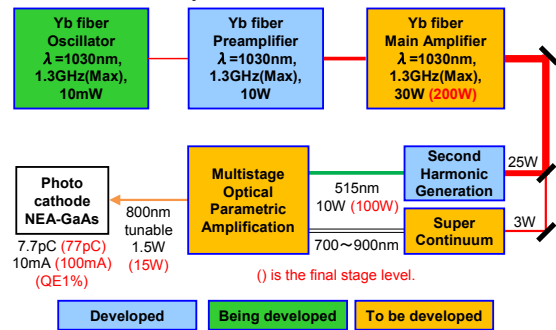 Yb fiber
Oscillator
λ=1030nm,
1.3GHz(Max),
10mW
Yb fiber
Preamplifier
λ=1030nm,
1.3GHz(Max),
10W
Yb fiber
Main Amplifier
λ=1030nm,
1.3GHz(Max),
30W (200W)
Photo
cathode
NEA-GaAs
7.7pC (77pC)
10mA (100mA)
(QE1%)
800nm
tunable
1.5W
(15W)
Multistage
Optical
Parametric
Amplification
515nm
10W (100W)
700～900nm
Second
Harmonic
Generation
25W
Super
Continuum
3W
() is the final stage level.
Developed
Being developed
To be developed